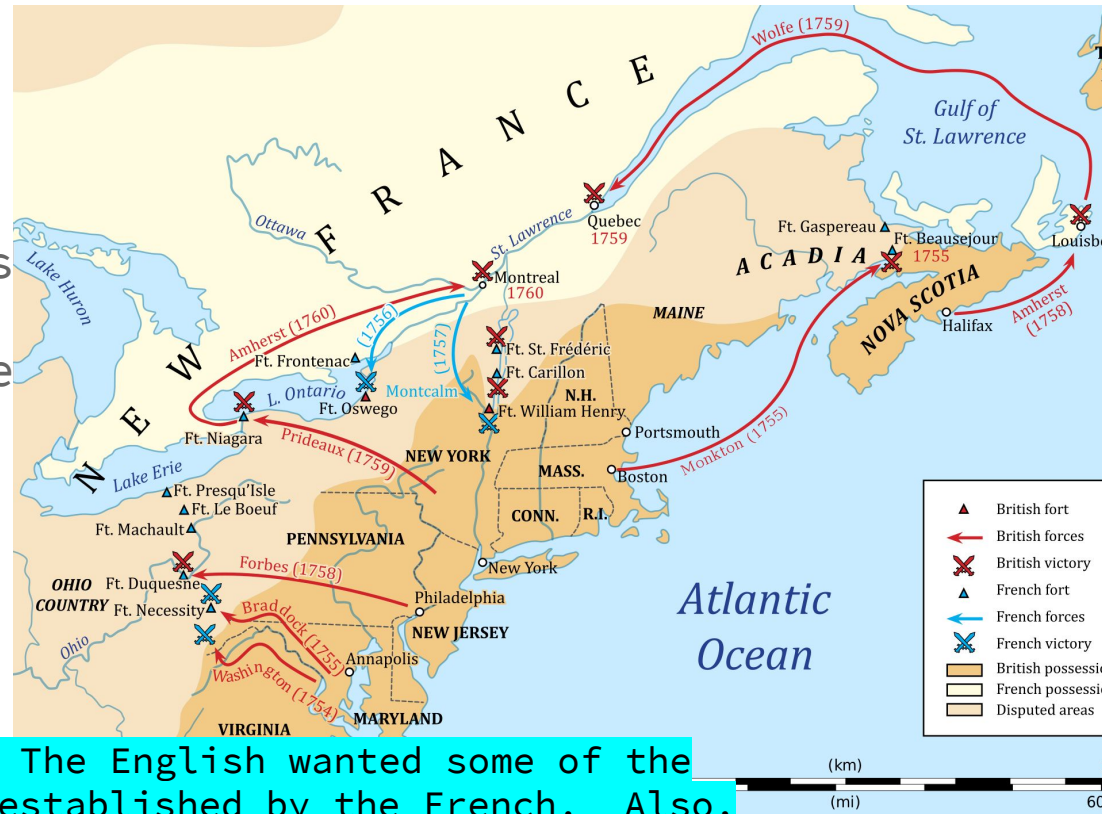 Wolfe (1759)
Gulf of
St. Lawrence
NEW FRANCE
Ottawa
St. Lawrence
Quebec
1759
Ft. Gaspereau
Ft. Beausejour
1755
ACADIA
NOVA SCOTIA
Halifax
Amherst
(1758)
Lake Huron
Montreal
1760
Amherst (1760)
(1756)
(1757)
Montcalm
MAINE
Ft. Frontenac
L. Ontario
Ft. Oswego
Ft. St. Frédéric
Ft. Carillon
N.H.
Ft. William Henry
Ft. Niagara
Prideaux (1759)
NEW YORK
Portsmouth
Monkton (1755)
MASS.
Boston
CONN.
R.I.
Lake Erie
Ft. Presqu'Isle
Ft. Le Boeuf
Ft. Machault
PENNSYLVANIA
New York
Forbes (1758)
Ft. Duquesne
OHIO
COUNTRY
Ft. Necessity
Philadelphia
NEW JERSEY
Braddock (1755)
Ohio
Annapolis
Washington (1754)
MARYLAND
VIRGINIA
Atlantic
Ocean
British fort
British forces
British victory
French fort
French forces
French victory
British
French
Disputed areas
(km)
(mi)
The English wanted some of the
established by the French. Also,